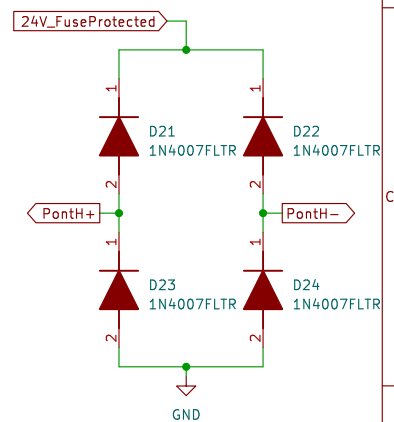 24V_FuseProtected
1
1
D21
1N4007FLTR
D22
1N4007FLTR
2
2
PontH+
PontH-
C
1
1
D23
1N4007FLTR
D24
1N4007FLTR
2
2
GND